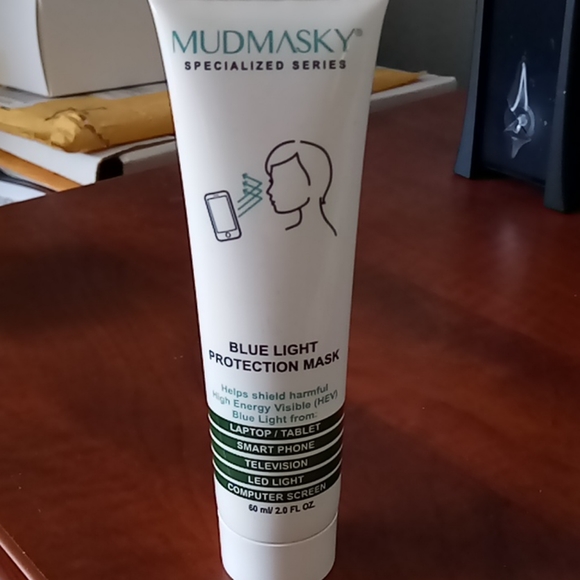 MUDMASKY®
SPECIALIZED SERIES
BLUE LIGHT
PROTECTION MASK
Helps shield harmful
High Energy Visible (HEV)
Blue Light from:
LAPTOP / TABLET
SMART PHONE
TELEVISION
LED LIGHT
COMPUTER SCREEN
60 ml/ 2.0 FL OZ.